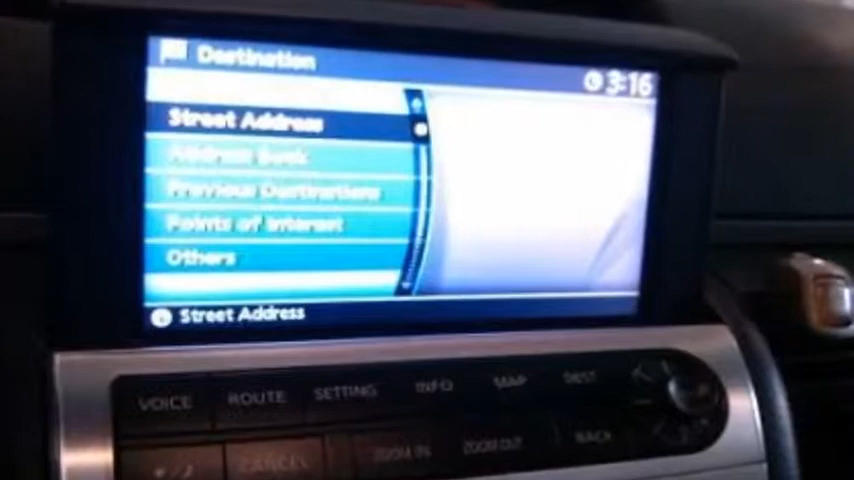 Destination
3:16
Street Address
Address Book
Previous Destinations
Points of Interest
Others
Street Address
VOICE ROUTE SETTING INFO MAP DEST
CANCEL ZOOM IN ZOOM OUT BACK